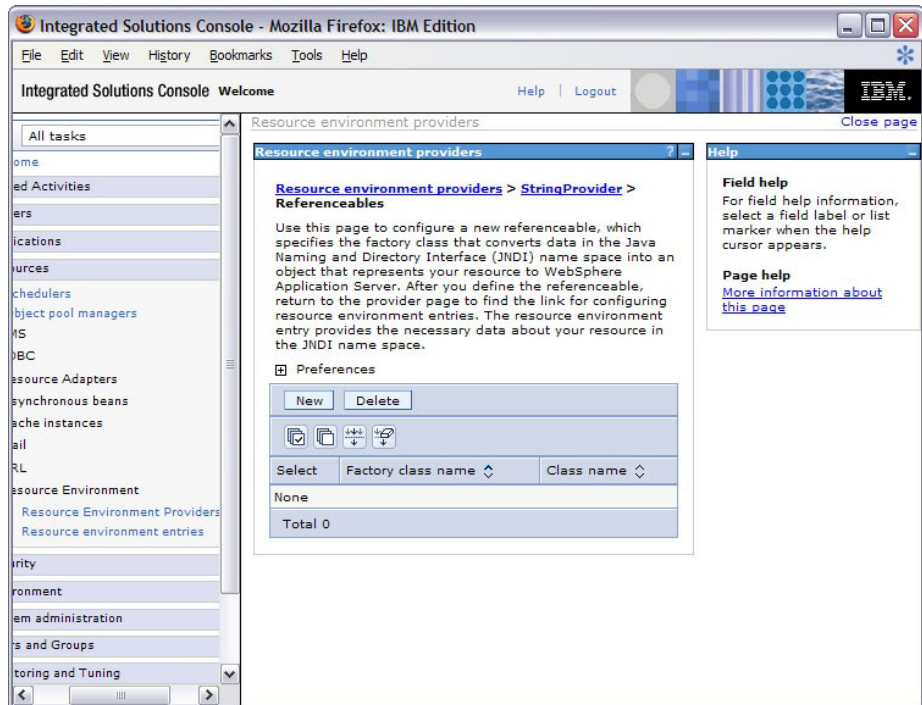 Integrated Solutions Console - Mozilla Firefox: IBM Edition
File Edit View History Bookmarks Tools Help
Integrated Solutions Console Welcome
Help | Logout
IBM.
All tasks
ome
ed Activities
ers
ications
urces
chedulers
bject pool managers
MS
DBC
esource Adapters
synchronous beans
ache instances
ail
RL
esource Environment
Resource Environment Providers
Resource environment entries
rity
ronment
em administration
rs and Groups
toring and Tuning
Resource environment providers
Close page
Resource environment providers ? -
Resource environment providers > StringProvider >
Referenceables
Use this page to configure a new referenceable, which
specifies the factory class that converts data in the Java
Naming and Directory Interface (JNDI) name space into an
object that represents your resource to WebSphere
Application Server. After you define the referenceable,
return to the provider page to find the link for configuring
resource environment entries. The resource environment
entry provides the necessary data about your resource in
the JNDI name space.
Preferences
New Delete
Select Factory class name Class name
None
Total 0
Help -
Field help
For field help information,
select a field label or list
marker when the help
cursor appears.
Page help
More information about
this page